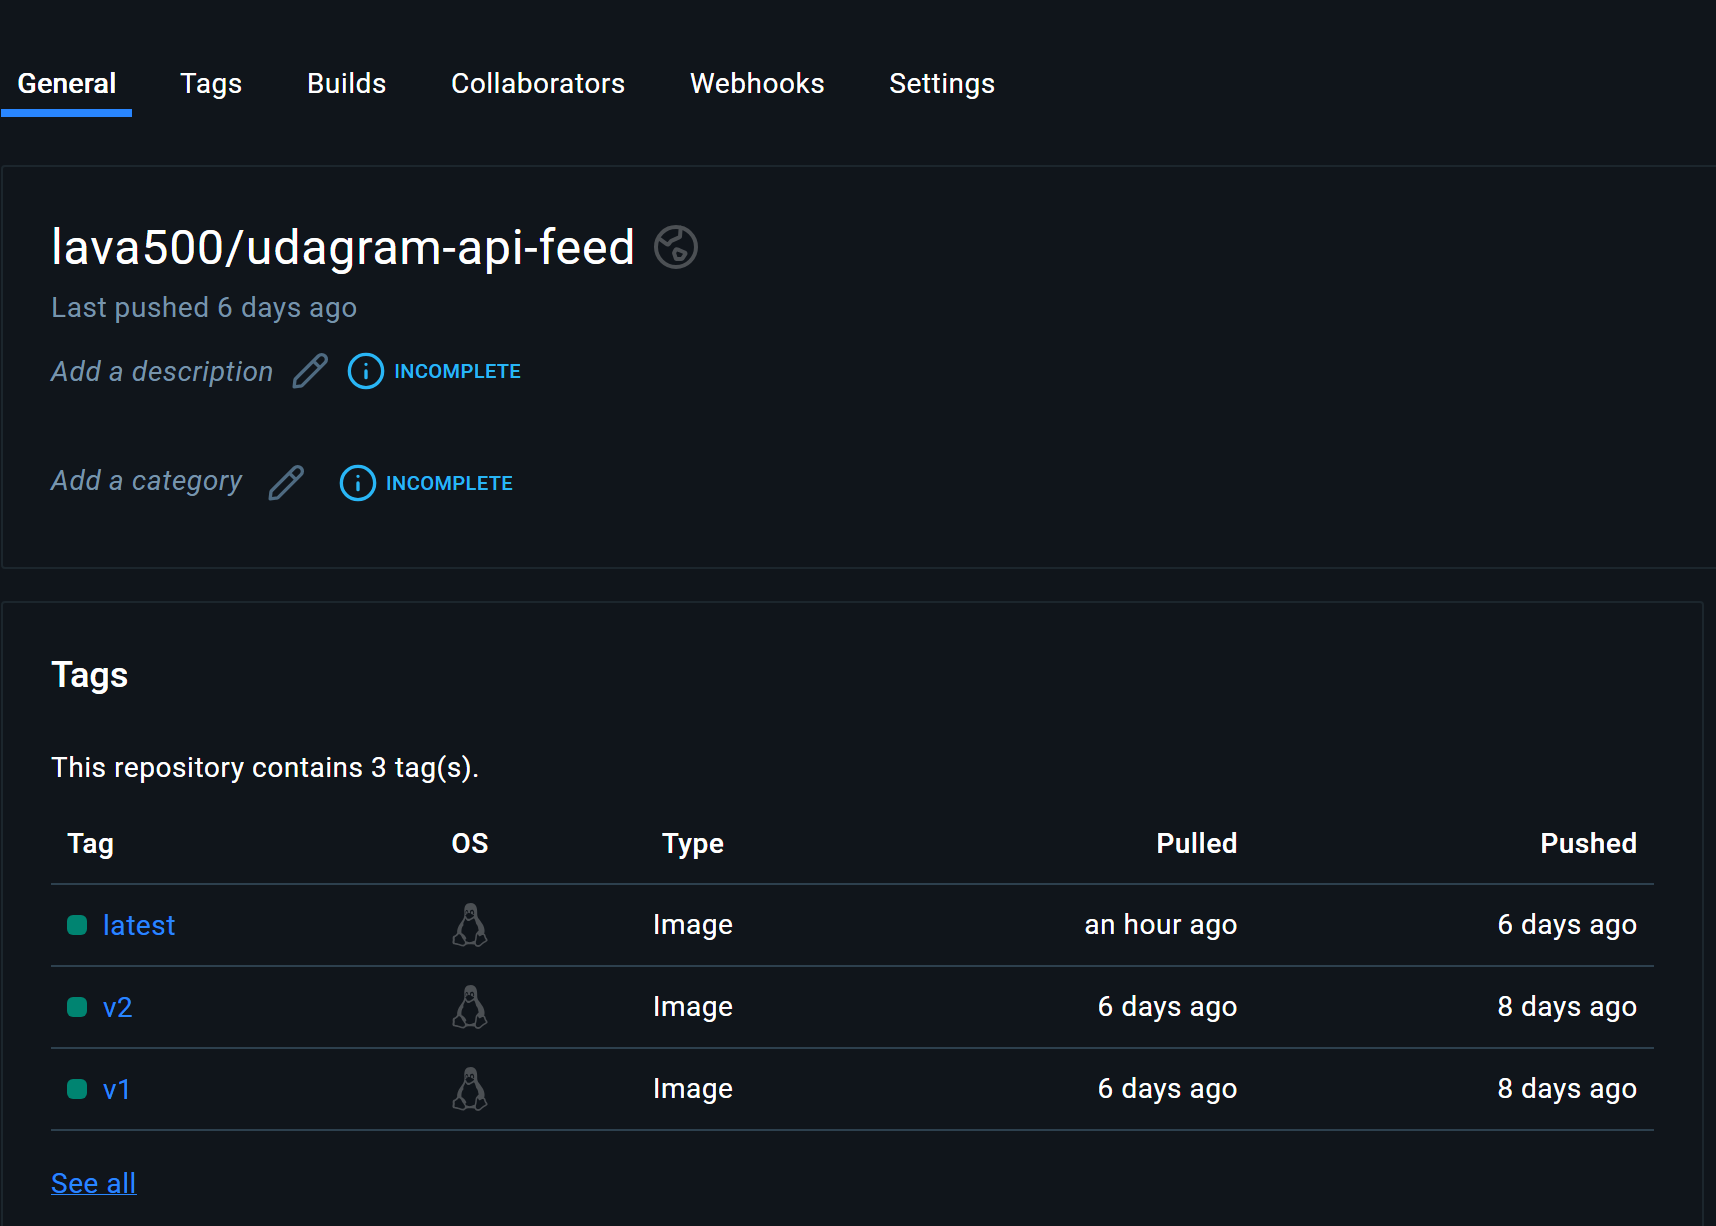 General Tags Builds Collaborators Webhooks Settings
lava500/udagram-api-feed
Last pushed 6 days ago
Add a description INCOMPLETE
Add a category INCOMPLETE
Tags
This repository contains 3 tag(s).
Tag OS Type Pulled Pushed
latest Image an hour ago 6 days ago
v2 Image 6 days ago 8 days ago
v1 Image 6 days ago 8 days ago
See all